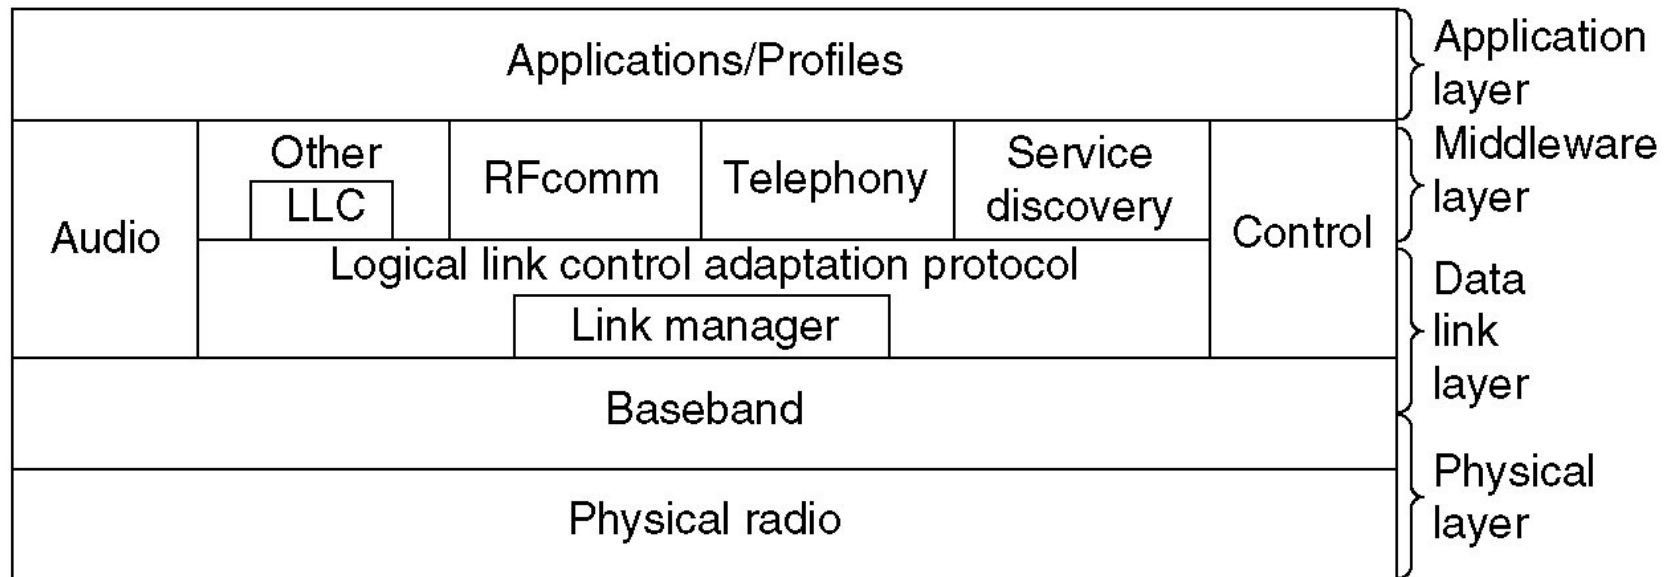 Applications/Profiles
Application
layer
Audio
Other
LLC
RFcomm
Telephony
Service
discovery
Control
Middleware
layer
Logical link control adaptation protocol
Link manager
Data
link
layer
Baseband
Physical radio
Physical
layer